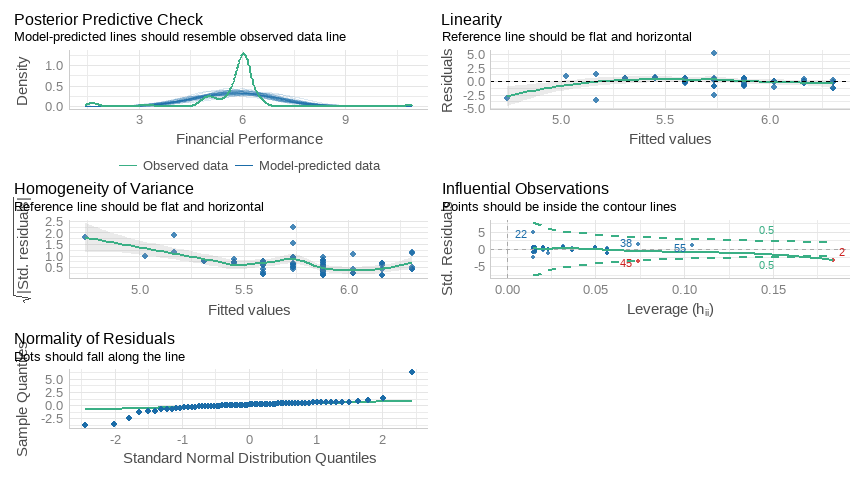 Posterior Predictive Check
Model-predicted lines should resemble observed data line
Density
1.0
0.5
0.0
3
6
9
Financial Performance
Observed data
Model-predicted data
Linearity
Reference line should be flat and horizontal
Residuals
5.0
2.5
0.0
-2.5
-5.0
5.0
5.5
6.0
Fitted values
Homogeneity of Variance
Reference line should be flat and horizontal
√|Std. residuals|
2.5
2.0
1.5
1.0
0.5
5.0
5.5
6.0
Fitted values
Influential Observations
Points should be inside the contour lines
Std. Residuals
5
0
-5
22
38
55
45
2
0.5
0.5
0.00
0.05
0.10
0.15
Leverage (hii)
Normality of Residuals
Dots should fall along the line
Sample Quantiles
5.0
2.5
0.0
-2.5
-2
-1
0
1
2
Standard Normal Distribution Quantiles